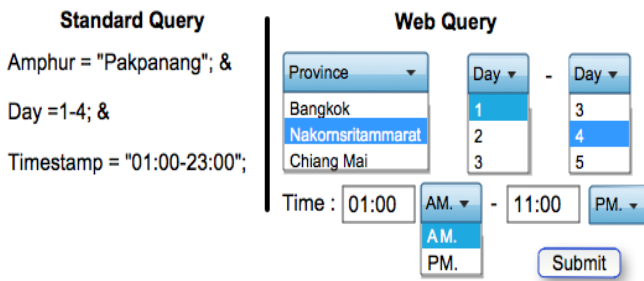 Standard Query
Amphur = "Pakpanang"; &
Day =1-4; &
Timestamp = "01:00-23:00";
Web Query
Province Day - Day
Bangkok 1 3
Nakornsritammarat 2 4
Chiang Mai 3 5
Time : 01:00 AM. - 11:00 PM.
AM.
PM.
Submit